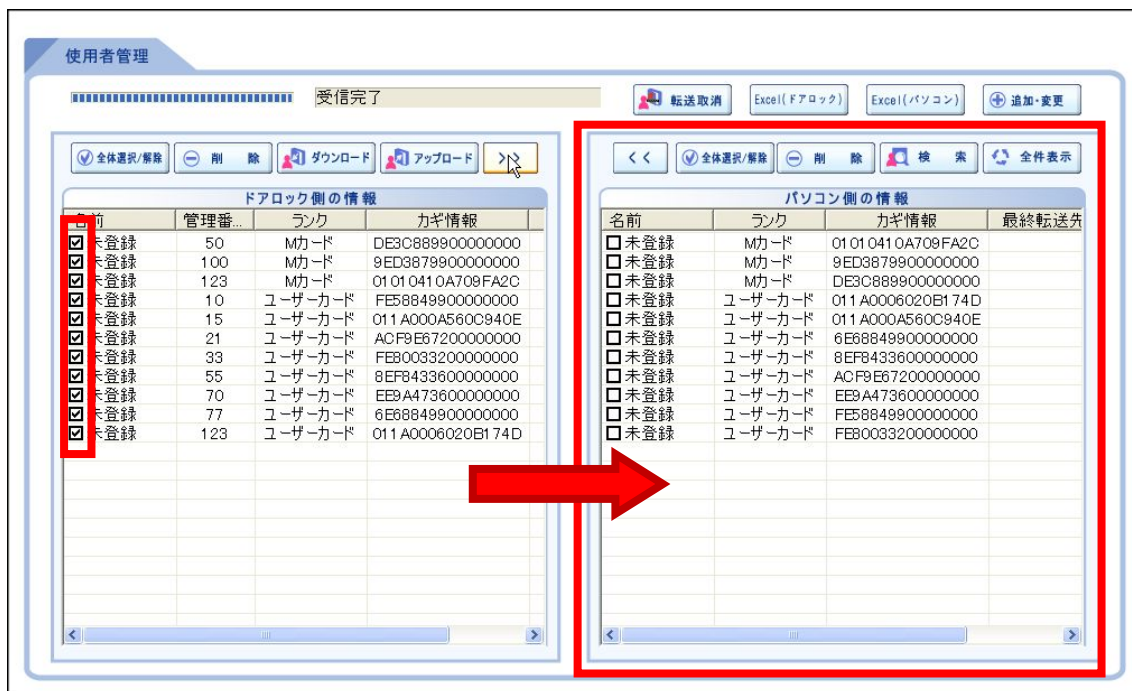 使用者管理
受信完了
転送取消 Excel(ドアロック) Excel(パソコン) 追加・変更
全体選択/解除 削 除 ダウンロード アップロード >>
ドアロック側の情報
名前 管理番... ランク カギ情報
未登録 50 Mカード DE3C889900000000
未登録 100 Mカード 9ED3879900000000
未登録 123 Mカード 01010410A709FA2C
未登録 10 ユーザーカード FE58849900000000
未登録 15 ユーザーカード 011A000A560C940E
未登録 21 ユーザーカード ACF9E67200000000
未登録 33 ユーザーカード FE80033200000000
未登録 55 ユーザーカード 8EF8433600000000
未登録 70 ユーザーカード EE9A473600000000
未登録 77 ユーザーカード 6E68849900000000
未登録 123 ユーザーカード 011A0006020B174D
<< 全体選択/解除 削 除 検 索 全件表示
パソコン側の情報
名前 ランク カギ情報 最終転送先
未登録 Mカード 01010410A709FA2C
未登録 Mカード 9ED3879900000000
未登録 Mカード DE3C889900000000
未登録 ユーザーカード 011A0006020B174D
未登録 ユーザーカード 011A000A560C940E
未登録 ユーザーカード 6E68849900000000
未登録 ユーザーカード 8EF8433600000000
未登録 ユーザーカード ACF9E67200000000
未登録 ユーザーカード EE9A473600000000
未登録 ユーザーカード FE58849900000000
未登録 ユーザーカード FE80033200000000